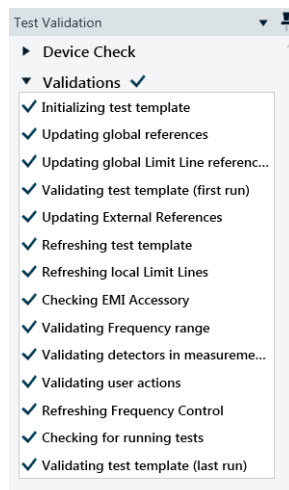 Test Validation
Device Check
Validations
Initializing test template
Updating global references
Updating global Limit Line referenc...
Validating test template (first run)
Updating External References
Refreshing test template
Refreshing local Limit Lines
Checking EMI Accessory
Validating Frequency range
Validating detectors in measureme...
Validating user actions
Refreshing Frequency Control
Checking for running tests
Validating test template (last run)